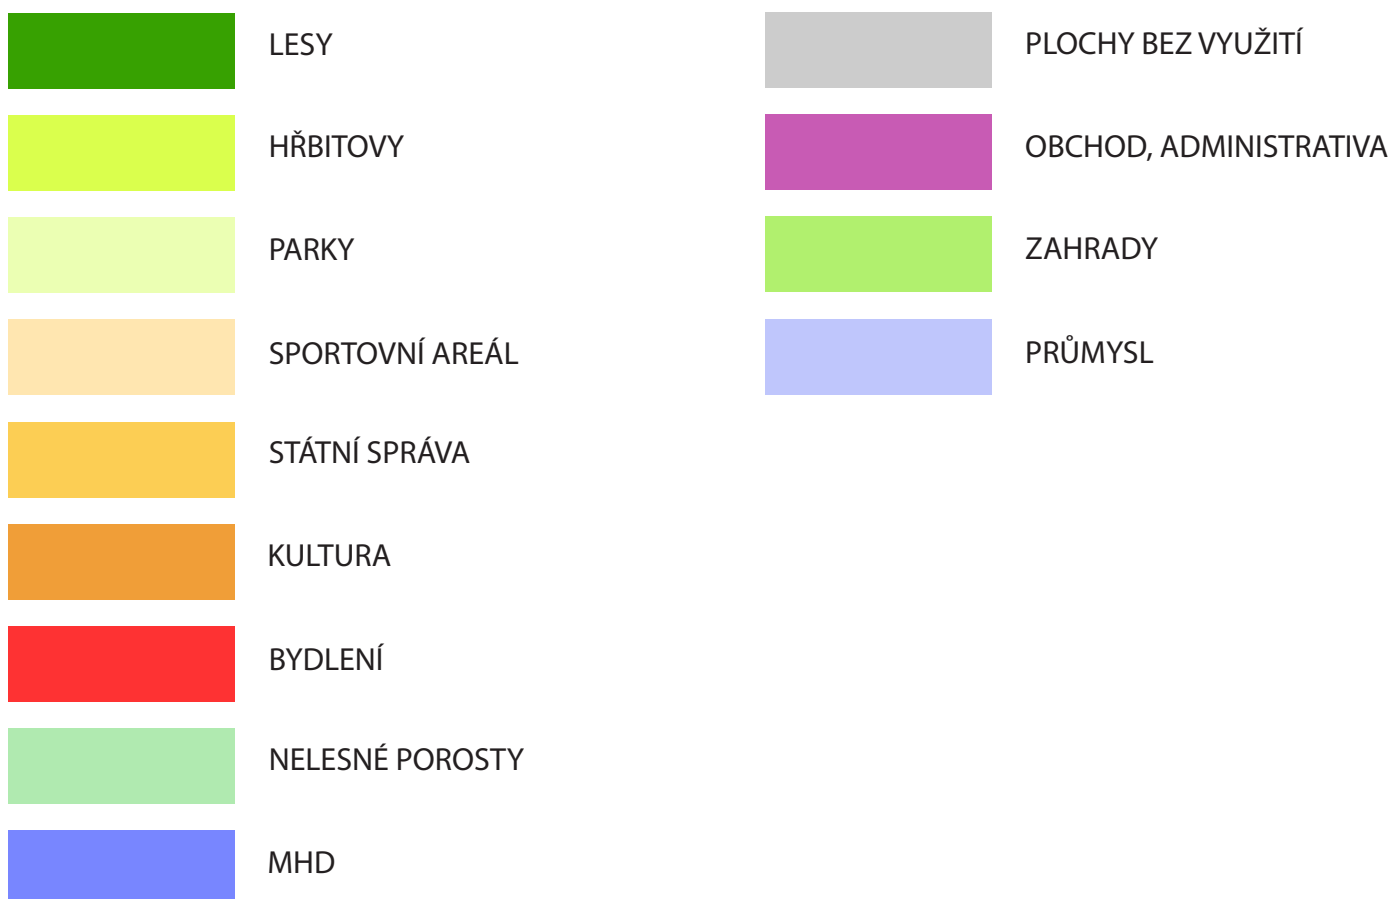 LESY
HŘBITOVY
PARKY
SPORTOVNÍ AREÁL
STÁTNÍ SPRÁVA
KULTURA
BYDLENÍ
NELESNÉ POROSTY
MHD
PLOCHY BEZ VYUŽITÍ
OBCHOD, ADMINISTRATIVA
ZAHRADY
PRŮMYSL